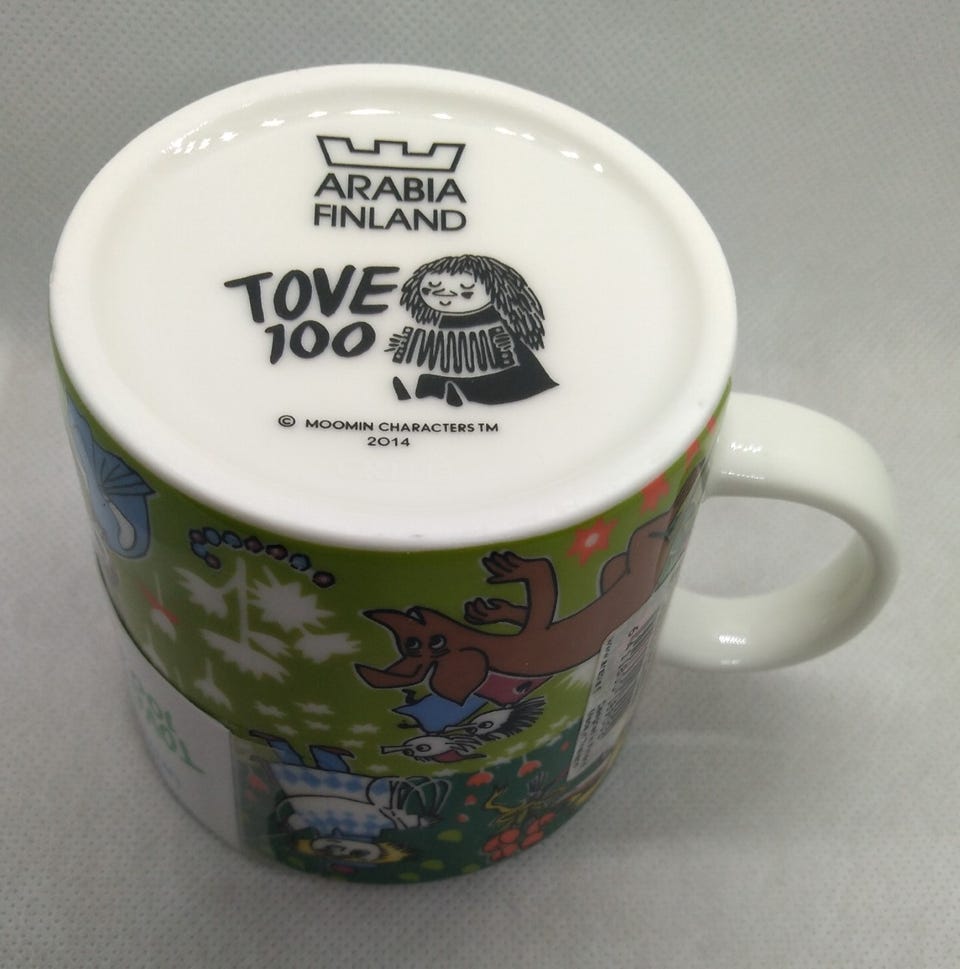 ARABIA
FINLAND
TOVE
100
© MOOMIN CHARACTERS TM
2014